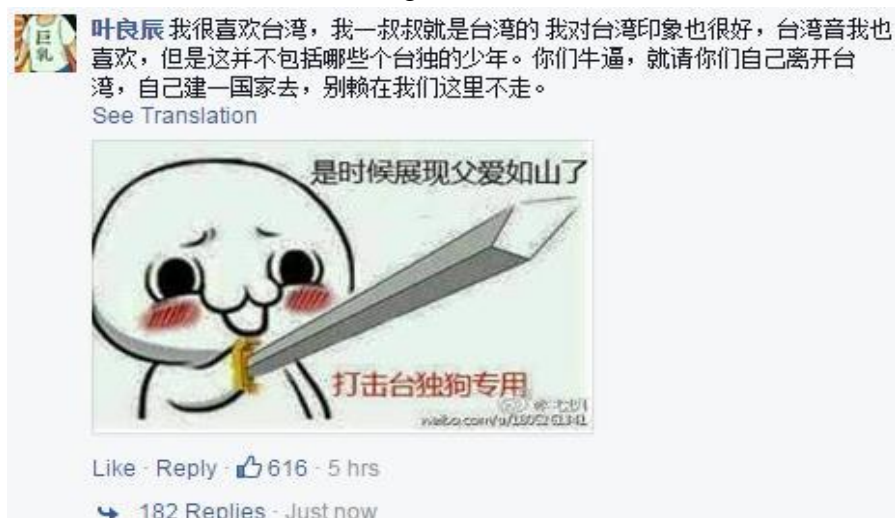 巨
乳
叶良辰 我很喜欢台湾，我一叔叔就是台湾的 我对台湾印象也很好，台湾音我也
喜欢，但是这并不包括哪些个台独的少年。你们牛逼，就请你们自己离开台
湾，自己建一国家去，别赖在我们这里不走。
See Translation
是时候展现父爱如山了
打击台独狗专用
Like · Reply · 616 · 5 hrs
182 Replies · Just now